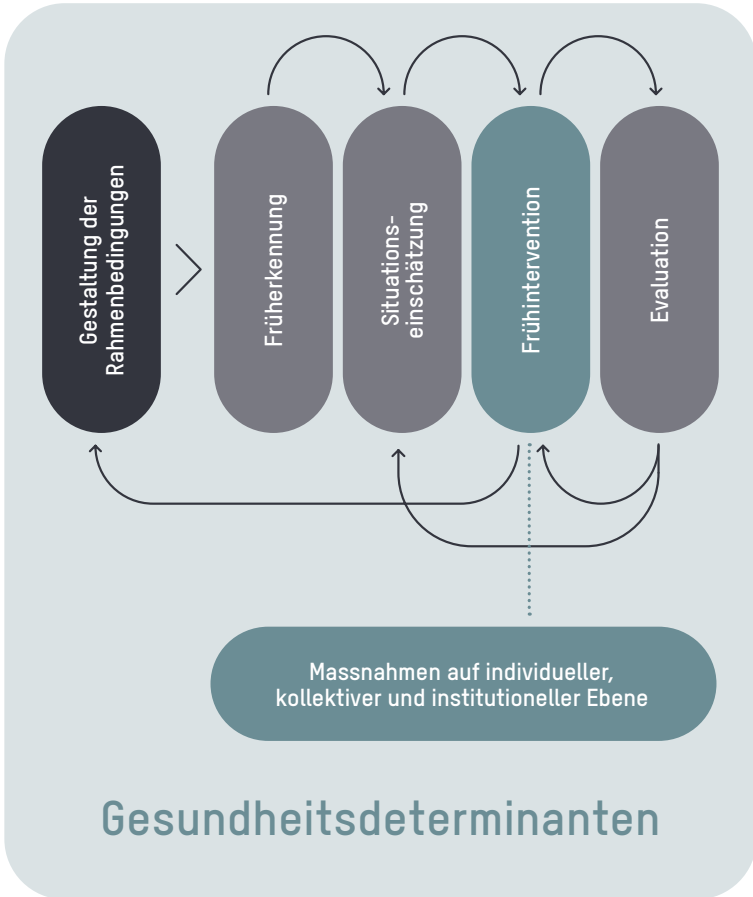 Gestaltung der
Rahmenbedingungen
Früherkennung
Situations-
einschätzung
Frühintervention
Evaluation
Massnahmen auf individueller,
kollektiver und institutioneller Ebene
Gesundheitsdeterminanten